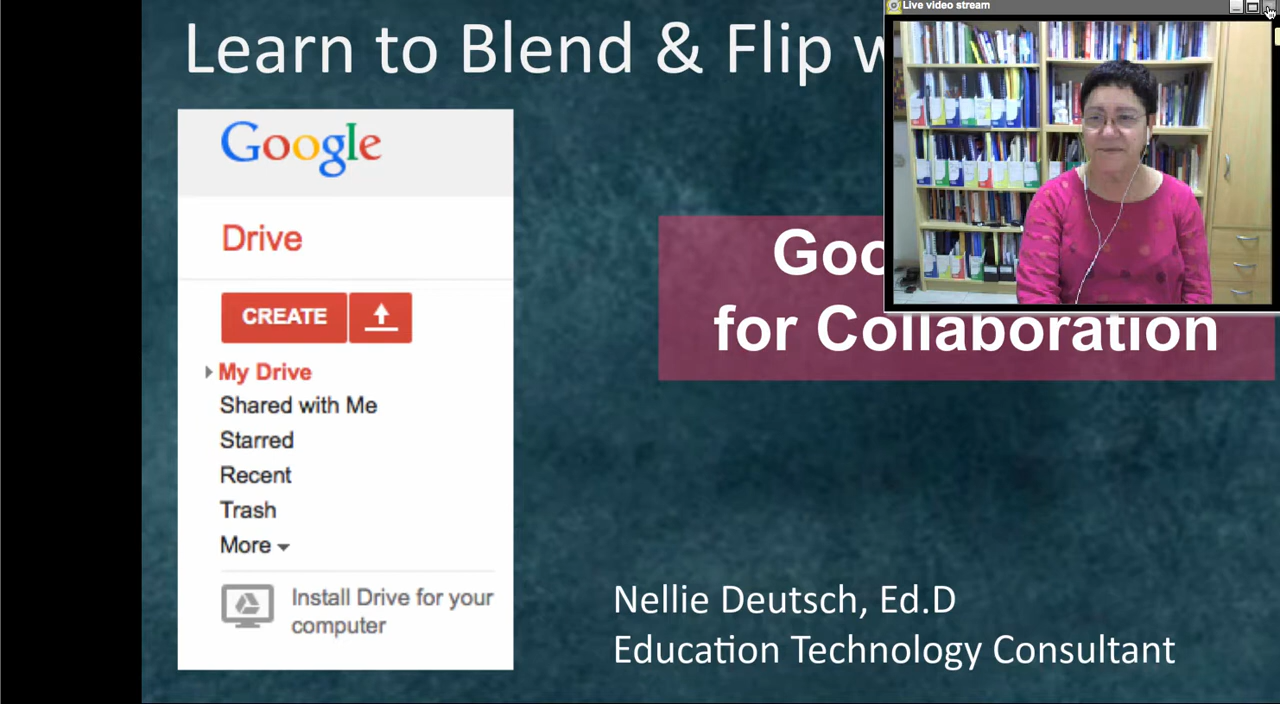 Live video stream
Learn to Blend & Flip
Google
Drive
CREATE
My Drive
Shared with Me
Starred
Recent
Trash
More
Install Drive for your
computer
for Collaboration
Nellie Deutsch, Ed.D
Education Technology Consultant